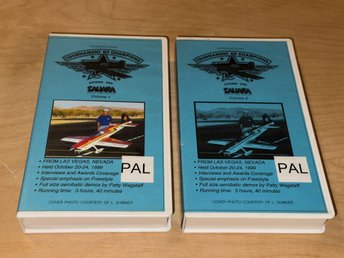 TOURNAMENT OF CHAMPIONS
SAHARA
Volume 1
PAL
• FROM LAS VEGAS, NEVADA
• Held October 20-24, 1999
• Interviews and Awards Coverage
• Special emphasis on Freestyle
• Full size aerobatic demos by Patty Wagstaff
• Running time: 3 hours, 40 minutes
COVER PHOTO COURTESY OF L. SUMNER
TOURNAMENT OF CHAMPIONS
SAHARA
Volume 2
PAL
• FROM LAS VEGAS, NEVADA
• Held October 20-24, 1999
• Interviews and Awards Coverage
• Special emphasis on Freestyle
• Full size aerobatic demos by Patty Wagstaff
• Running time: 3 hours, 40 minutes
COVER PHOTO COURTESY OF L. SUMNER